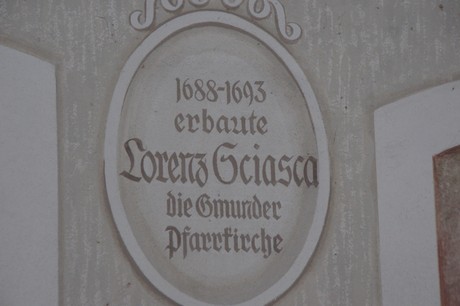 1688-1693
erbaute
Lorenz Sciasca
die Gmunder
Pfarrkirche